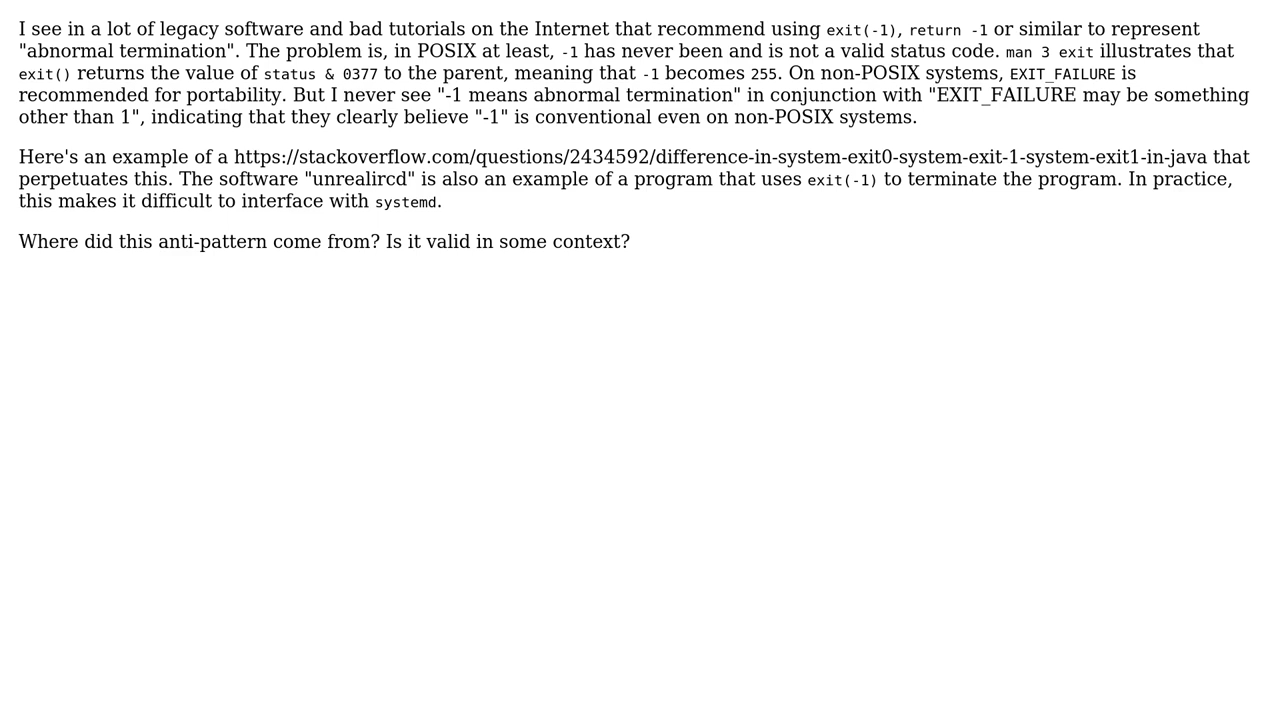 I see in a lot of legacy software and bad tutorials on the Internet that recommend using exit(-1), return -1 or similar to represent
"abnormal termination". The problem is, in POSIX at least, -1 has never been and is not a valid status code. man 3 exit illustrates that
exit() returns the value of status & 0377 to the parent, meaning that -1 becomes 255. On non-POSIX systems, EXIT_FAILURE is
recommended for portability. But I never see "-1 means abnormal termination" in conjunction with "EXIT_FAILURE may be something
other than 1", indicating that they clearly believe "-1" is conventional even on non-POSIX systems.
Here's an example of a https://stackoverflow.com/questions/2434592/difference-in-system-exit0-system-exit-1-system-exit1-in-java that
perpetuates this. The software "unrealircd" is also an example of a program that uses exit(-1) to terminate the program. In practice,
this makes it difficult to interface with systemd.
Where did this anti-pattern come from? Is it valid in some context?